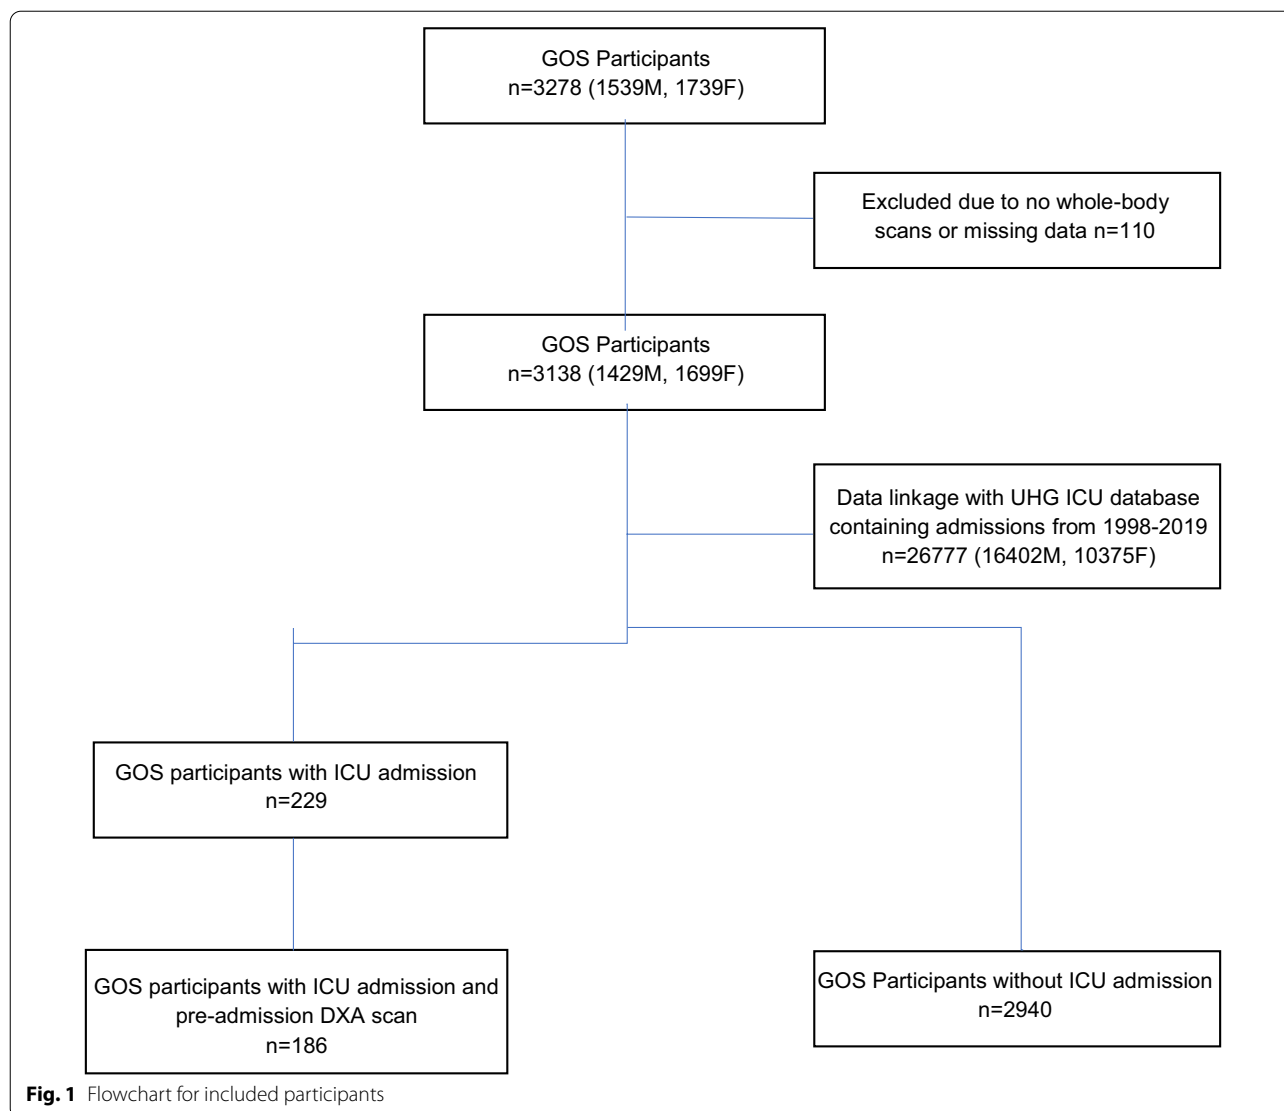 GOS Participants
n=3278 (1539M, 1739F)
Excluded due to no whole-body
scans or missing data n=110
GOS Participants
n=3138 (1429M, 1699F)
Data linkage with UHG ICU database
containing admissions from 1998-2019
n=26777 (16402M, 10375F)
GOS participants with ICU admission
n=229
GOS participants with ICU admission and
pre-admission DXA scan
n=186
GOS Participants without ICU admission
n=2940
Fig. 1 Flowchart for included participants